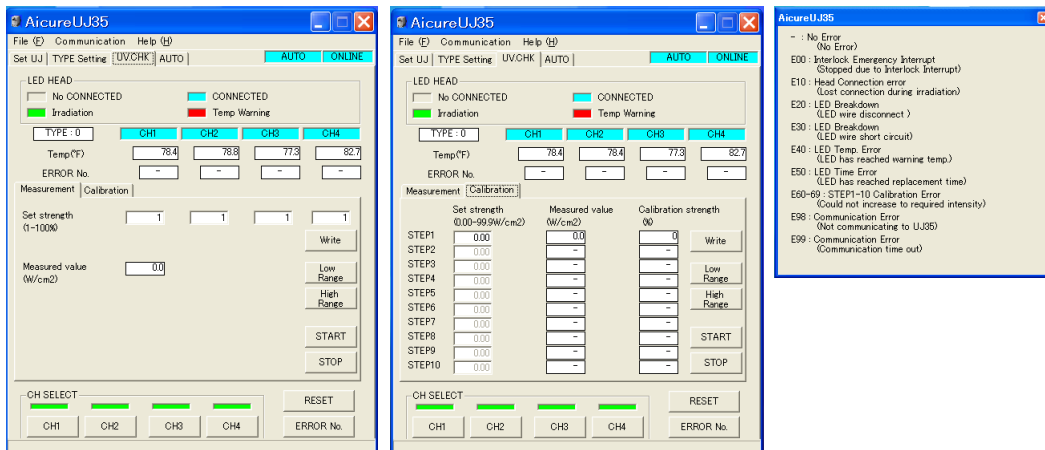 AicureUJ35
File (F) Communication Help (H)
Set UJ TYPE Setting UV.CHK AUTO AUTO ONLINE
LED HEAD
No CONNECTED CONNECTED
Irradiation Temp Warning
TYPE : 0 CH1 CH2 CH3 CH4
Temp(°F) 78.4 78.8 77.3 82.7
ERROR No. - - - -
Measurement Calibration
Set strength 1 1 1 1
(1-100%)
Write
Measured value 0.0
(W/cm2)
Low
Range
High
Range
START
STOP
CH SELECT
RESET
CH1 CH2 CH3 CH4 ERROR No.
AicureUJ35
File (F) Communication Help (H)
Set UJ TYPE Setting UV.CHK AUTO AUTO ONLINE
LED HEAD
No CONNECTED CONNECTED
Irradiation Temp Warning
TYPE : 0 CH1 CH2 CH3 CH4
Temp(°F) 78.4 78.4 77.3 82.7
ERROR No. - - - -
Measurement Calibration
Set strength Measured value Calibration strength
(0.00-99.9W/cm2) (W/cm2) (%)
STEP1 0.00 0.0 0
STEP2 0.00 - -
STEP3 0.00 - -
STEP4 0.00 - -
STEP5 0.00 - -
STEP6 0.00 - -
STEP7 0.00 - -
STEP8 0.00 - -
STEP9 0.00 - -
STEP10 0.00 - -
Write
Low
Range
High
Range
START
STOP
CH SELECT
RESET
CH1 CH2 CH3 CH4 ERROR No.
AicureUJ35
- : No Error
(No Error)
E00 : Interlock Emergency Interrupt
(Stopped due to Interlock Interrupt)
E10 : Head Connection error
(Lost connection during irradiation)
E20 : LED Breakdown
(LED wire disconnect )
E30 : LED Breakdown
(LED wire short circuit)
E40 : LED Temp. Error
(LED has reached warning temp.)
E50 : LED Time Error
(LED has reached replacement time)
E60-69 : STEP1-10 Calibration Error
(Could not increase to required intensity)
E98 : Communication Error
(Not communicating to UJ35)
E99 : Communication Error
(Communication time out)